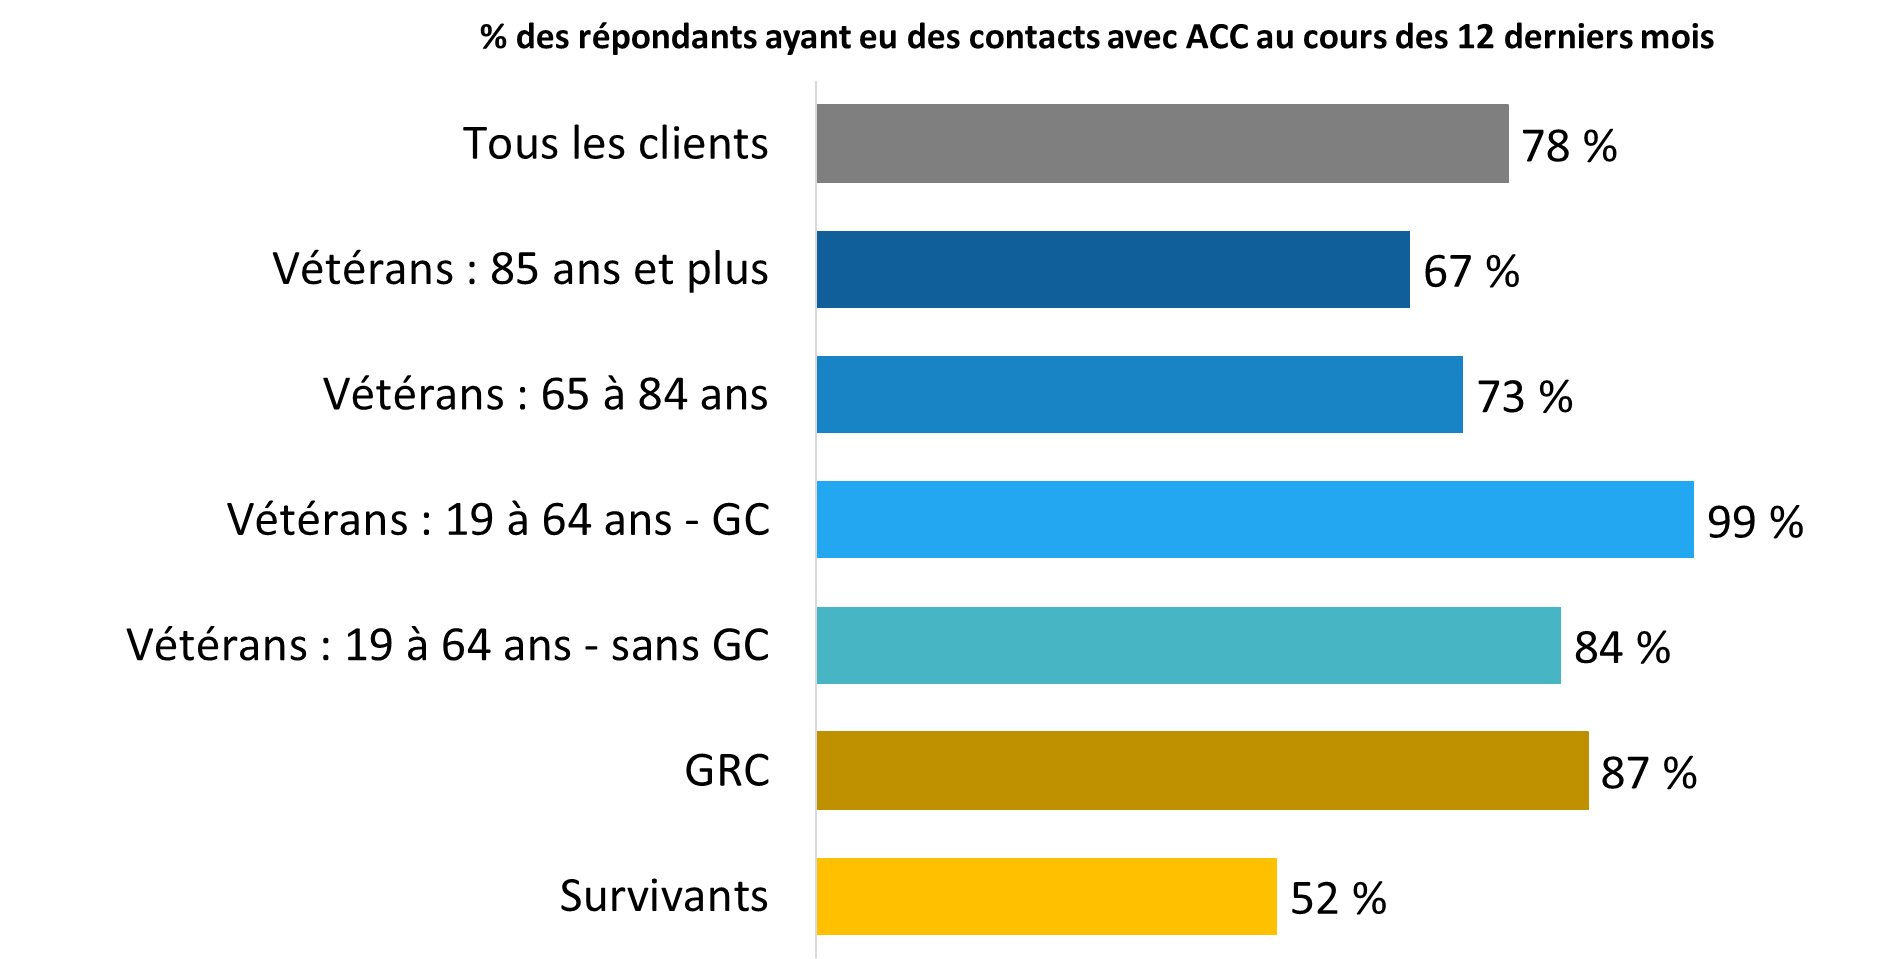 % des répondants ayant eu des contacts avec ACC au cours des 12 derniers mois
Tous les clients 78 %
Vétérans : 85 ans et plus 67 %
Vétérans : 65 à 84 ans 73 %
Vétérans : 19 à 64 ans - GC 99 %
Vétérans : 19 à 64 ans - sans GC 84 %
GRC 87 %
Survivants 52 %